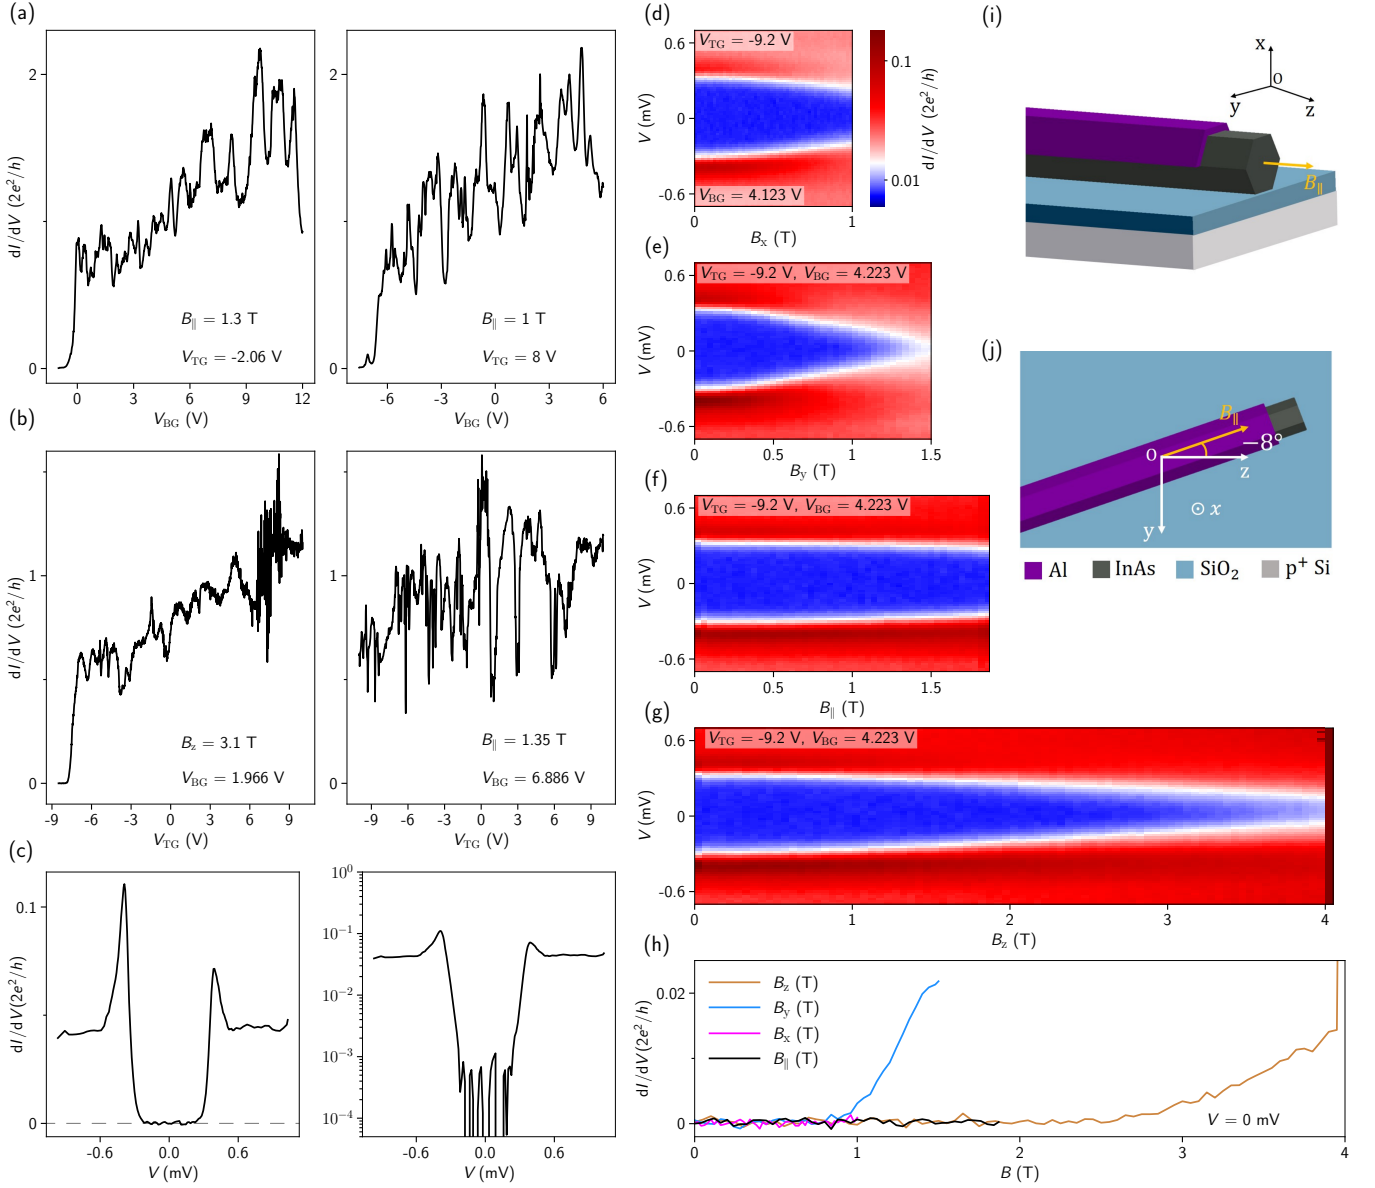 (a)
2
0
dI/dV (2e²/h)
0 3 6 9 12
V_BG (V)
B_∥ = 1.3 T
V_TG = -2.06 V
2
0
-6 -3 0 3 6
V_BG (V)
B_∥ = 1 T
V_TG = 8 V
(b)
1
0
dI/dV (2e²/h)
-9 -6 -3 0 3 6 9
V_TG (V)
B_z = 3.1 T
V_BG = 1.966 V
1
0
-9 -6 -3 0 3 6 9
V_TG (V)
B_∥ = 1.35 T
V_BG = 6.886 V
(c)
0.1
0
dI/dV(2e²/h)
-0.6 0.0 0.6
V (mV)
10⁰
10⁻¹
10⁻²
10⁻³
10⁻⁴
-0.6 0.0 0.6
V (mV)
(d)
V_TG = -9.2 V
V_BG = 4.123 V
0.6
0
-0.6
V (mV)
0 1
B_x (T)
0.1
0.01
dI/dV (2e²/h)
(e)
V_TG = -9.2 V, V_BG = 4.223 V
0.6
0
-0.6
V (mV)
0 0.5 1 1.5
B_y (T)
(f)
V_TG = -9.2 V, V_BG = 4.223 V
0.6
0
-0.6
V (mV)
0 0.5 1 1.5
B_∥ (T)
(g)
V_TG = -9.2 V, V_BG = 4.223 V
0.6
0
-0.6
V (mV)
0 1 2 3 4
B_z (T)
(h)
0.02
0
dI/dV(2e²/h)
B_z (T)
B_y (T)
B_x (T)
B_∥ (T)
V = 0 mV
0 1 2 3 4
B (T)
(i)
x
o
y
z
B_∥
(j)
B_∥
-8°
o
z
⊙ x
y
Al InAs SiO₂ p⁺ Si